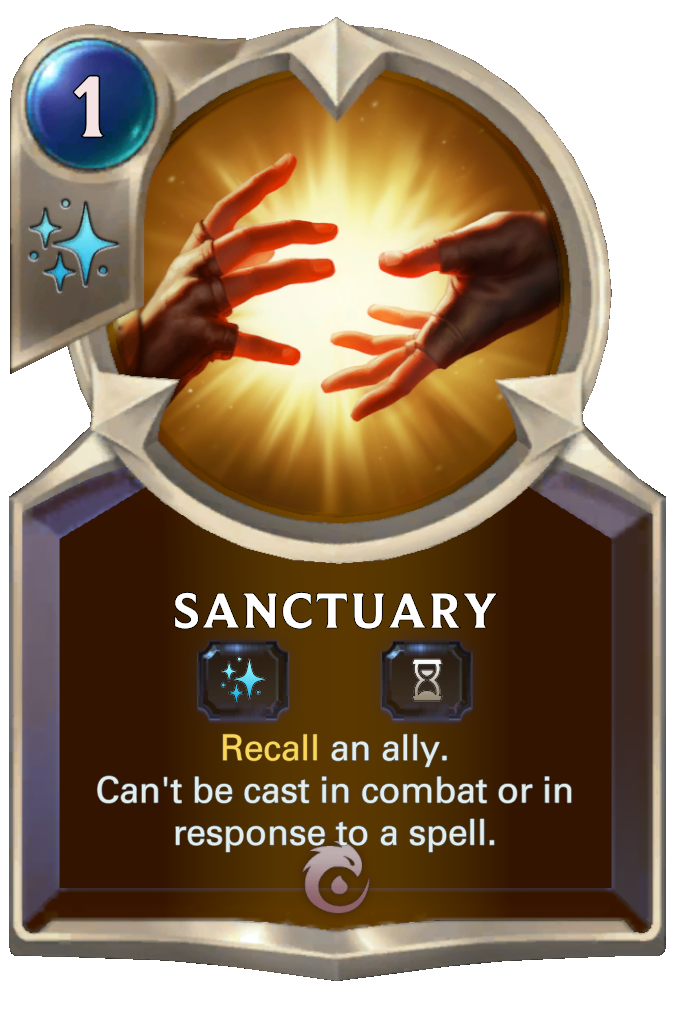 1
SANCTUARY
Recall an ally.
Can't be cast in combat or in
response to a spell.